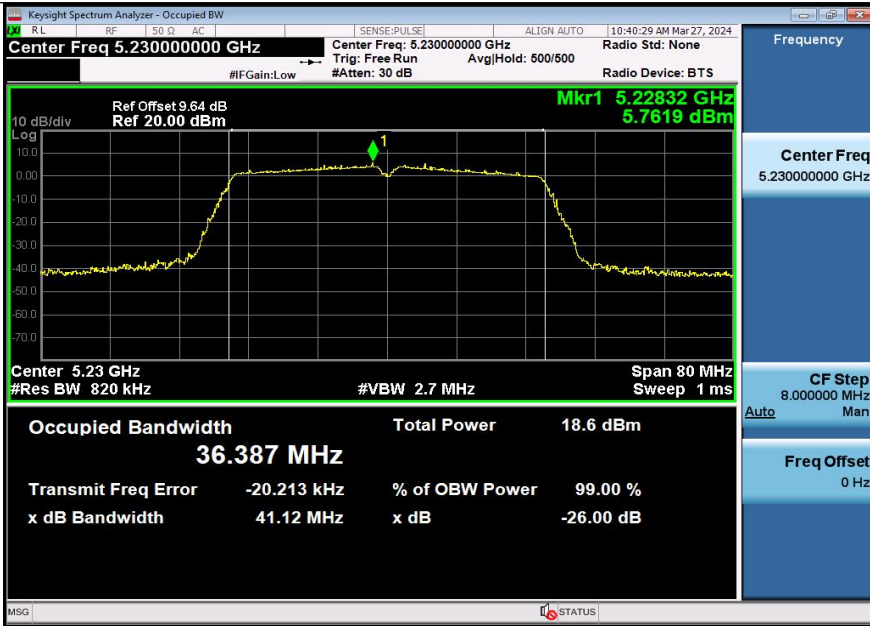 Keysight Spectrum Analyzer - Occupied BW
LXI RL RF 50 Ω AC SENSE:PULSE ALIGN AUTO 10:40:29 AM Mar 27, 2024
Center Freq 5.230000000 GHz
Center Freq: 5.230000000 GHz Radio Std: None
Trig: Free Run Avg|Hold: 500/500
#IFGain:Low #Atten: 30 dB Radio Device: BTS
Ref Offset 9.64 dB Mkr1 5.22832 GHz
10 dB/div Ref 20.00 dBm 5.7619 dBm
Log
10.0
1
0.00
-10.0
-20.0
-30.0
-40.0
-50.0
-60.0
-70.0
Center 5.23 GHz Span 80 MHz
#Res BW 820 kHz #VBW 2.7 MHz Sweep 1 ms
Occupied Bandwidth Total Power 18.6 dBm
36.387 MHz
Transmit Freq Error -20.213 kHz % of OBW Power 99.00 %
x dB Bandwidth 41.12 MHz x dB -26.00 dB
MSG STATUS
Frequency
Center Freq
5.230000000 GHz
CF Step
8.000000 MHz
Auto Man
Freq Offset
0 Hz